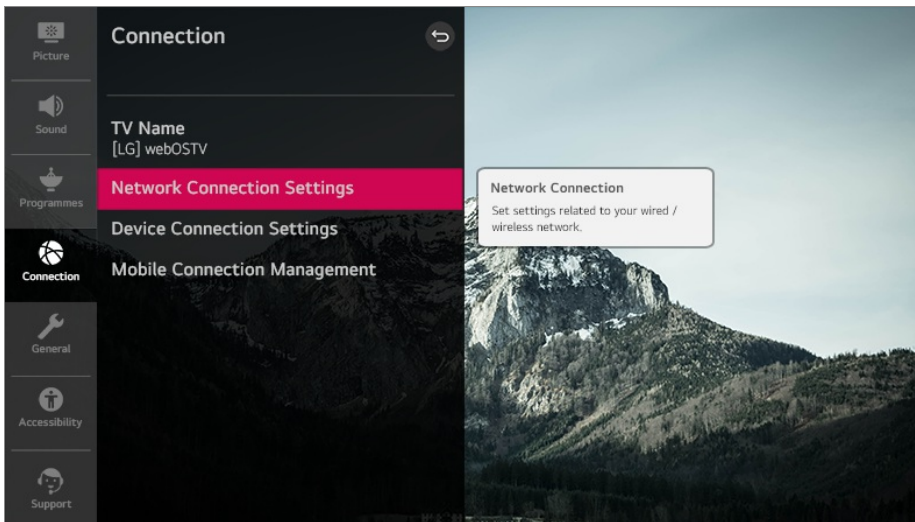 Picture
Sound
Programmes
Connection
General
Accessibility
Support
Connection
TV Name
[LG] webOSTV
Network Connection Settings
Device Connection Settings
Mobile Connection Management
Network Connection
Set settings related to your wired /
wireless network.